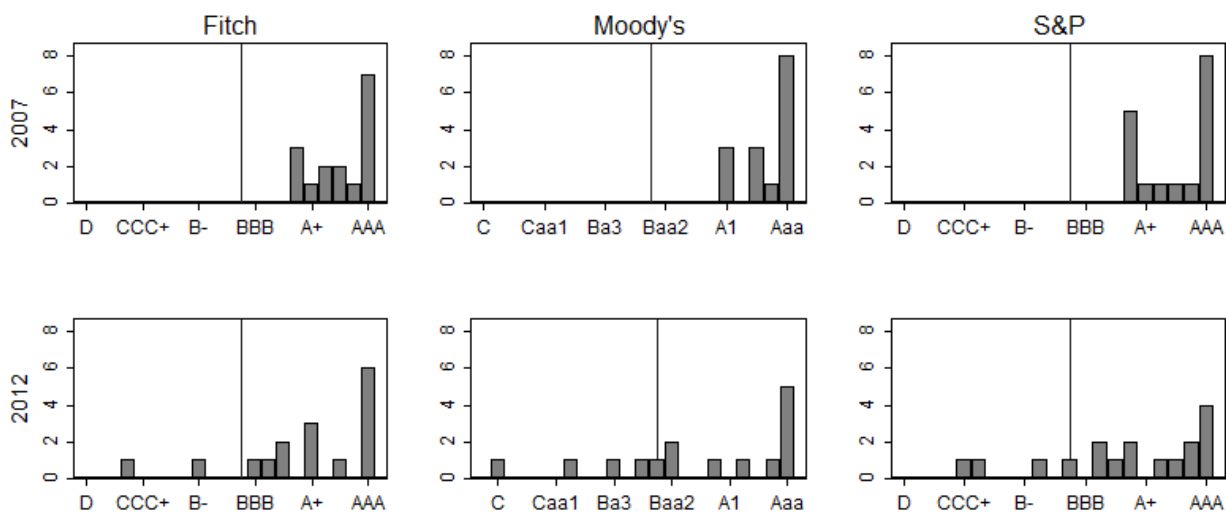 Fitch Moody's S&P
2007
8 8 8
6 6 6
4 4 4
2 2 2
0 0 0
D CCC+ B- BBB A+ AAA C Caa1 Ba3 Baa2 A1 Aaa D CCC+ B- BBB A+ AAA
2012
8 8 8
6 6 6
4 4 4
2 2 2
0 0 0
D CCC+ B- BBB A+ AAA C Caa1 Ba3 Baa2 A1 Aaa D CCC+ B- BBB A+ AAA